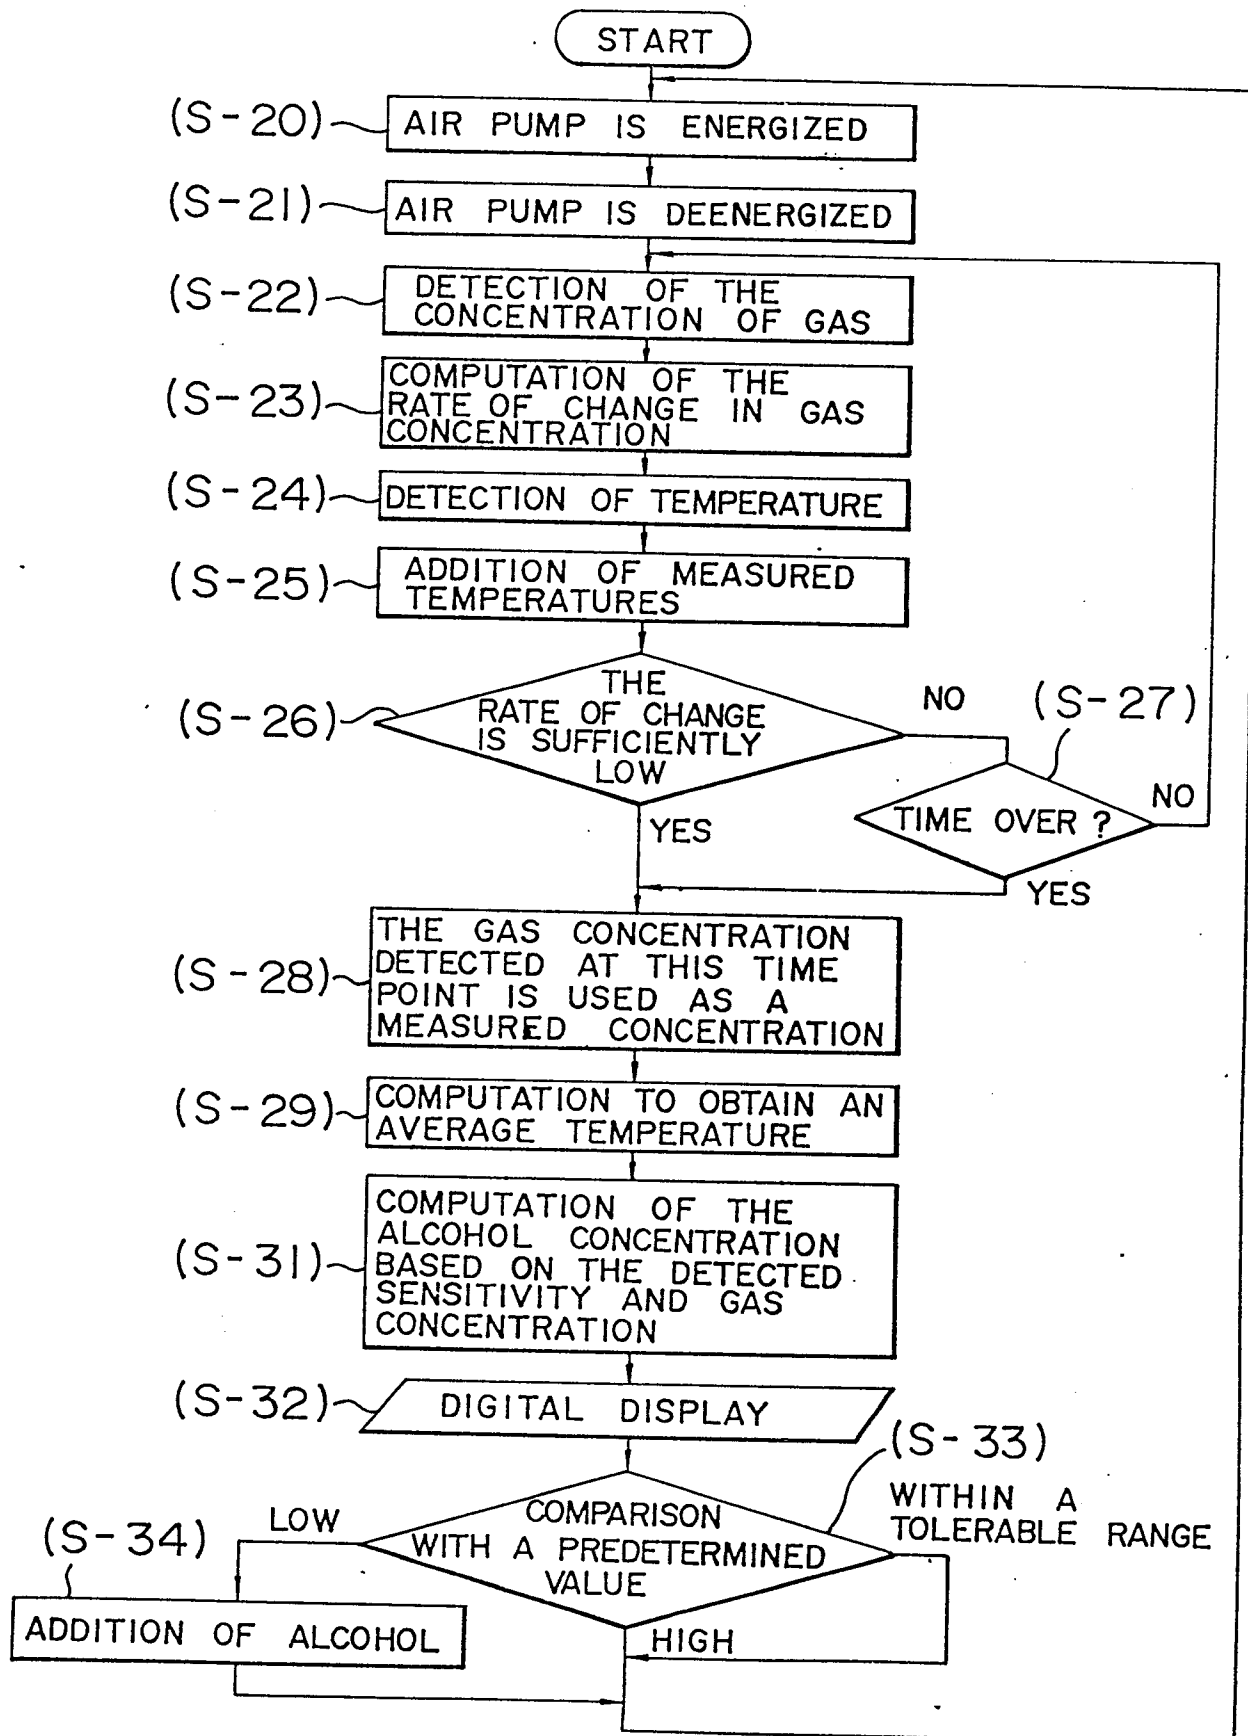 START
(S-20)
AIR PUMP IS ENERGIZED
(S-21)
AIR PUMP IS DEENERGIZED
(S-22)
DETECTION OF THE
CONCENTRATION OF GAS
(S-23)
COMPUTATION OF THE
RATE OF CHANGE IN GAS
CONCENTRATION
(S-24)
DETECTION OF TEMPERATURE
(S-25)
ADDITION OF MEASURED
TEMPERATURES
(S-26)
THE
RATE OF CHANGE
IS SUFFICIENTLY
LOW
NO
(S-27)
TIME OVER?
NO
YES
YES
(S-28)
THE GAS CONCENTRATION
DETECTED AT THIS TIME
POINT IS USED AS A
MEASURED CONCENTRATION
(S-29)
COMPUTATION TO OBTAIN AN
AVERAGE TEMPERATURE
(S-31)
COMPUTATION OF THE
ALCOHOL CONCENTRATION
BASED ON THE DETECTED
SENSITIVITY AND GAS
CONCENTRATION
(S-32)
DIGITAL DISPLAY
(S-33)
COMPARISON
WITH A PREDETERMINED
VALUE
WITHIN A
TOLERABLE RANGE
LOW
(S-34)
ADDITION OF ALCOHOL
HIGH